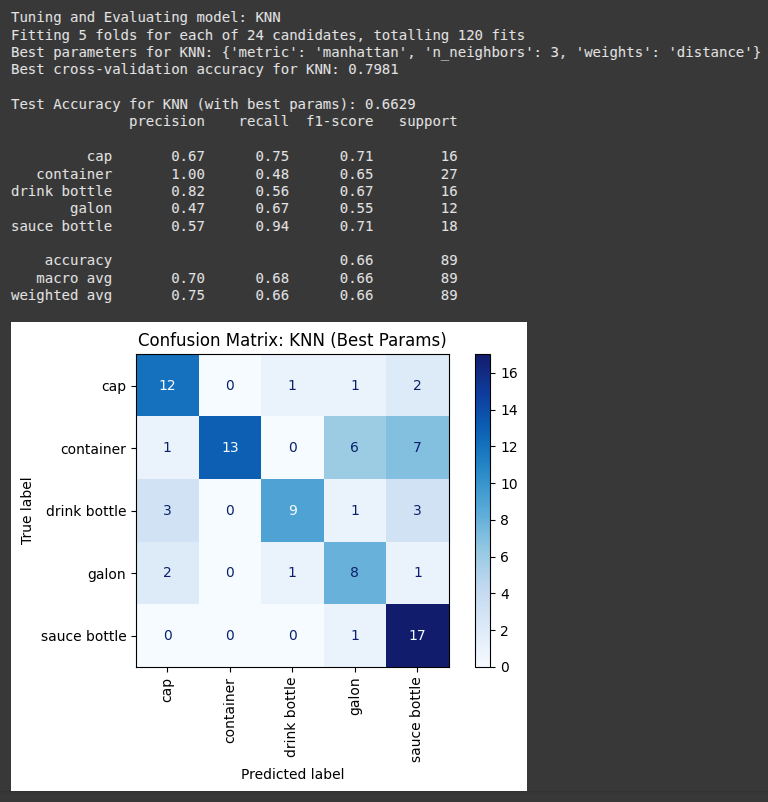 Tuning and Evaluating model: KNN
Fitting 5 folds for each of 24 candidates, totalling 120 fits
Best parameters for KNN: {'metric': 'manhattan', 'n_neighbors': 3, 'weights': 'distance'}
Best cross-validation accuracy for KNN: 0.7981
Test Accuracy for KNN (with best params): 0.6629
precision recall f1-score support
cap 0.67 0.75 0.71 16
container 1.00 0.48 0.65 27
drink bottle 0.82 0.56 0.67 16
galon 0.47 0.67 0.55 12
sauce bottle 0.57 0.94 0.71 18
accuracy 0.66 89
macro avg 0.70 0.68 0.66 89
weighted avg 0.75 0.66 0.66 89
Confusion Matrix: KNN (Best Params)
True label
cap 12 0 1 1 2
container 1 13 0 6 7
drink bottle 3 0 9 1 3
galon 2 0 1 8 1
sauce bottle 0 0 0 1 17
cap container drink bottle galon sauce bottle
Predicted label
16
14
12
10
8
6
4
2
0